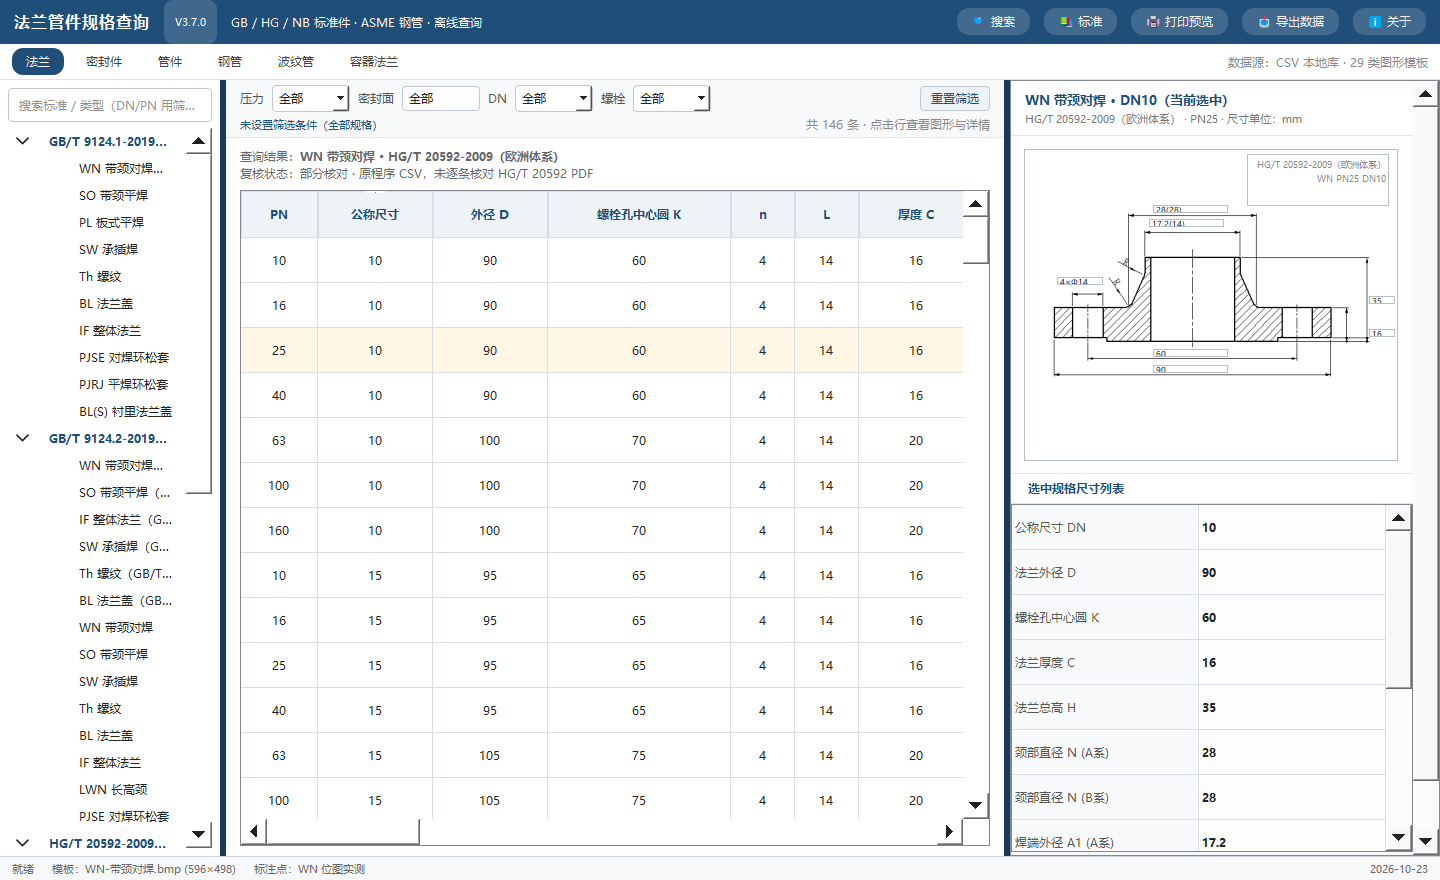 法兰管件规格查询
V3.7.0
GB / HG / NB 标准件 · ASME 钢管 · 离线查询
搜索
标准
打印预览
导出数据
关于
法兰
密封件
管件
钢管
波纹管
容器法兰
数据源：CSV 本地库 · 29 类图形模板
搜索标准 / 类型（DN/PN 用筛...
GB/T 9124.1-2019...
WN 带颈对焊...
SO 带颈平焊
PL 板式平焊
SW 承插焊
Th 螺纹
BL 法兰盖
IF 整体法兰
PJSE 对焊环松套
PJRJ 平焊环松套
BL(S) 衬里法兰盖
GB/T 9124.2-2019...
WN 带颈对焊...
SO 带颈平焊（...
IF 整体法兰（G...
SW 承插焊（G...
Th 螺纹（GB/T...
BL 法兰盖（GB...
WN 带颈对焊
SO 带颈平焊
SW 承插焊
Th 螺纹
BL 法兰盖
IF 整体法兰
LWN 长高颈
PJSE 对焊环松套
HG/T 20592-2009...
压力 全部 密封面 全部 DN 全部 螺栓 全部 重置筛选
未设置筛选条件（全部规格）
共 146 条 · 点击行查看图形与详情
查询结果：WN 带颈对焊 • HG/T 20592-2009（欧洲体系）
复核状态：部分核对 · 原程序 CSV，未逐条核对 HG/T 20592 PDF
PN 公称尺寸 外径 D 螺栓孔中心圆 K n L 厚度 C
10 10 90 60 4 14 16
16 10 90 60 4 14 16
25 10 90 60 4 14 16
40 10 90 60 4 14 16
63 10 100 70 4 14 20
100 10 100 70 4 14 20
160 10 100 70 4 14 20
10 15 95 65 4 14 16
16 15 95 65 4 14 16
25 15 95 65 4 14 16
40 15 95 65 4 14 16
63 15 105 75 4 14 20
100 15 105 75 4 14 20
WN 带颈对焊 • DN10（当前选中）
HG/T 20592-2009（欧洲体系） · PN25 · 尺寸单位：mm
HG/T 20592-2009（欧洲体系）
WN PN25 DN10
28(28)
17.2(14)
R
R
4×Φ14
35
16
60
90
选中规格尺寸列表
公称尺寸 DN 10
法兰外径 D 90
螺栓孔中心圆 K 60
法兰厚度 C 16
法兰总高 H 35
颈部直径 N (A系) 28
颈部直径 N (B系) 28
焊端外径 A1 (A系) 17.2
就绪
模板：WN-带颈对焊.bmp (596×498)
标注点：WN 位图实测
2026-10-23